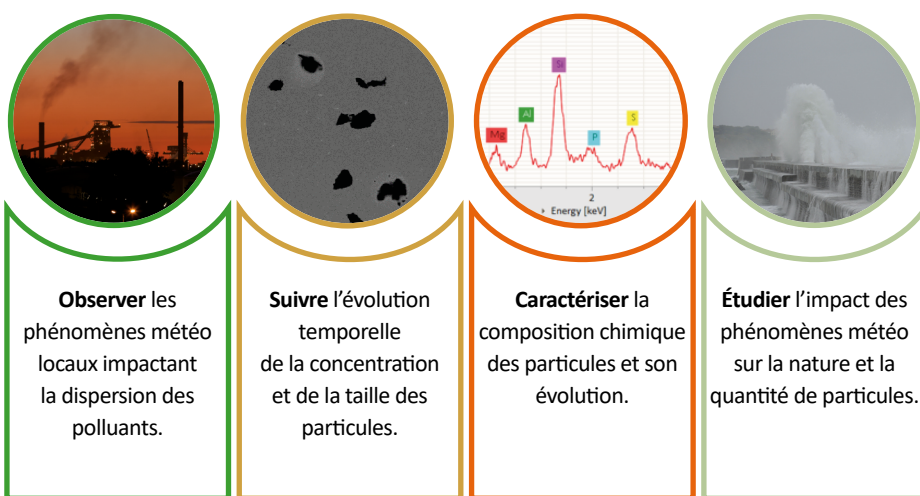 Mg
Al
Si
P
S
2
Energy [keV]
Observer les
phénomènes météo
locaux impactant
la dispersion des
polluants.
Suivre l'évolution
temporelle
de la concentration
et de la taille des
particules.
Caractériser la
composition chimique
des particules et son
évolution.
Étudier l'impact des
phénomènes météo
sur la nature et la
quantité de particules.